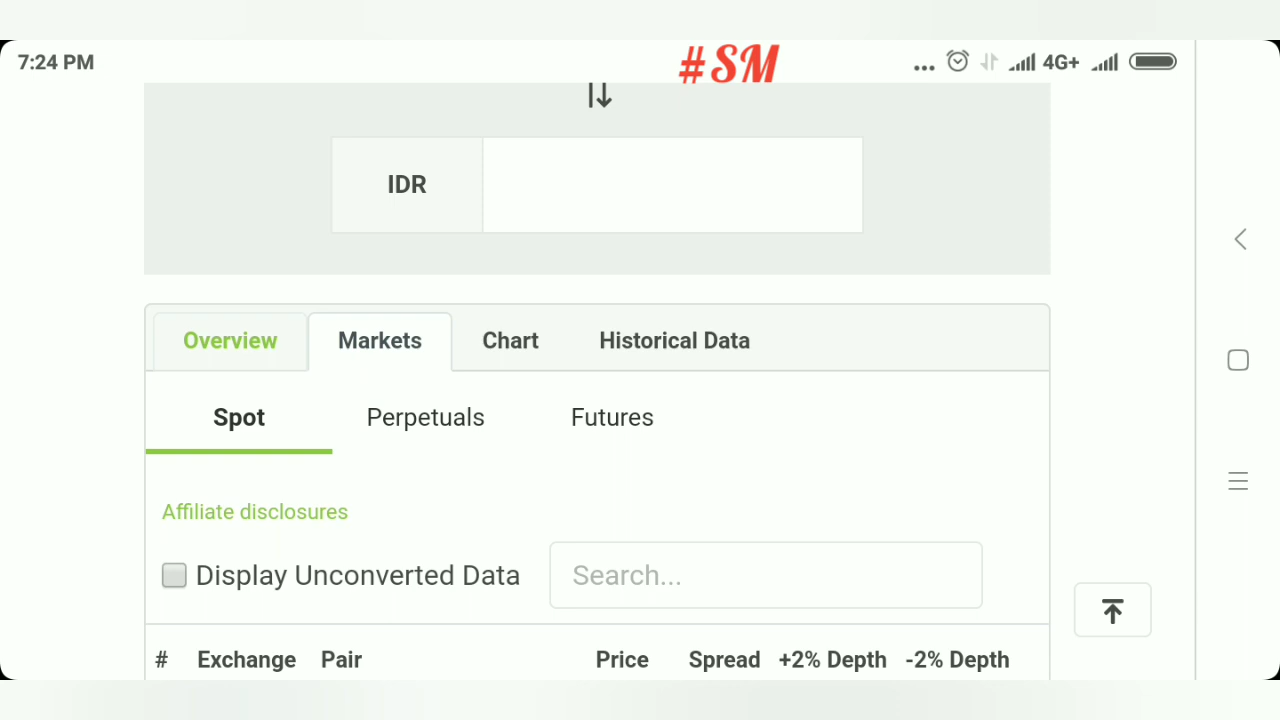 7:24 PM
#SM
... 4G+
IDR
Overview Markets Chart Historical Data
Spot Perpetuals Futures
Affiliate disclosures
Display Unconverted Data Search...
# Exchange Pair Price Spread +2% Depth -2% Depth